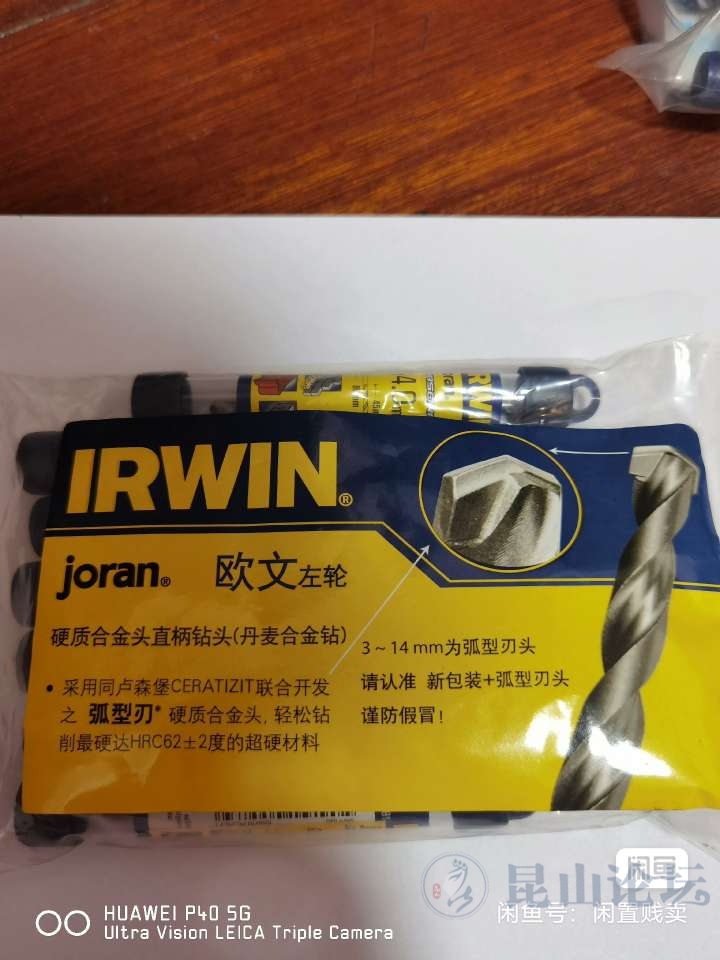 4.0
IRWIN
IRWIN®
joran® 欧文左轮
硬质合金头直柄钻头(丹麦合金钻)
• 采用同卢森堡CERATIZIT联合开发
之 弧型刃* 硬质合金头, 轻松钻
削最硬达HRC62±2度的超硬材料
3~14mm为弧型刃头
请认准 新包装+弧型刃头
谨防假冒!
闲鱼
昆山论坛
闲鱼号: 闲置贱卖
HUAWEI P40 5G
Ultra Vision LEICA Triple Camera